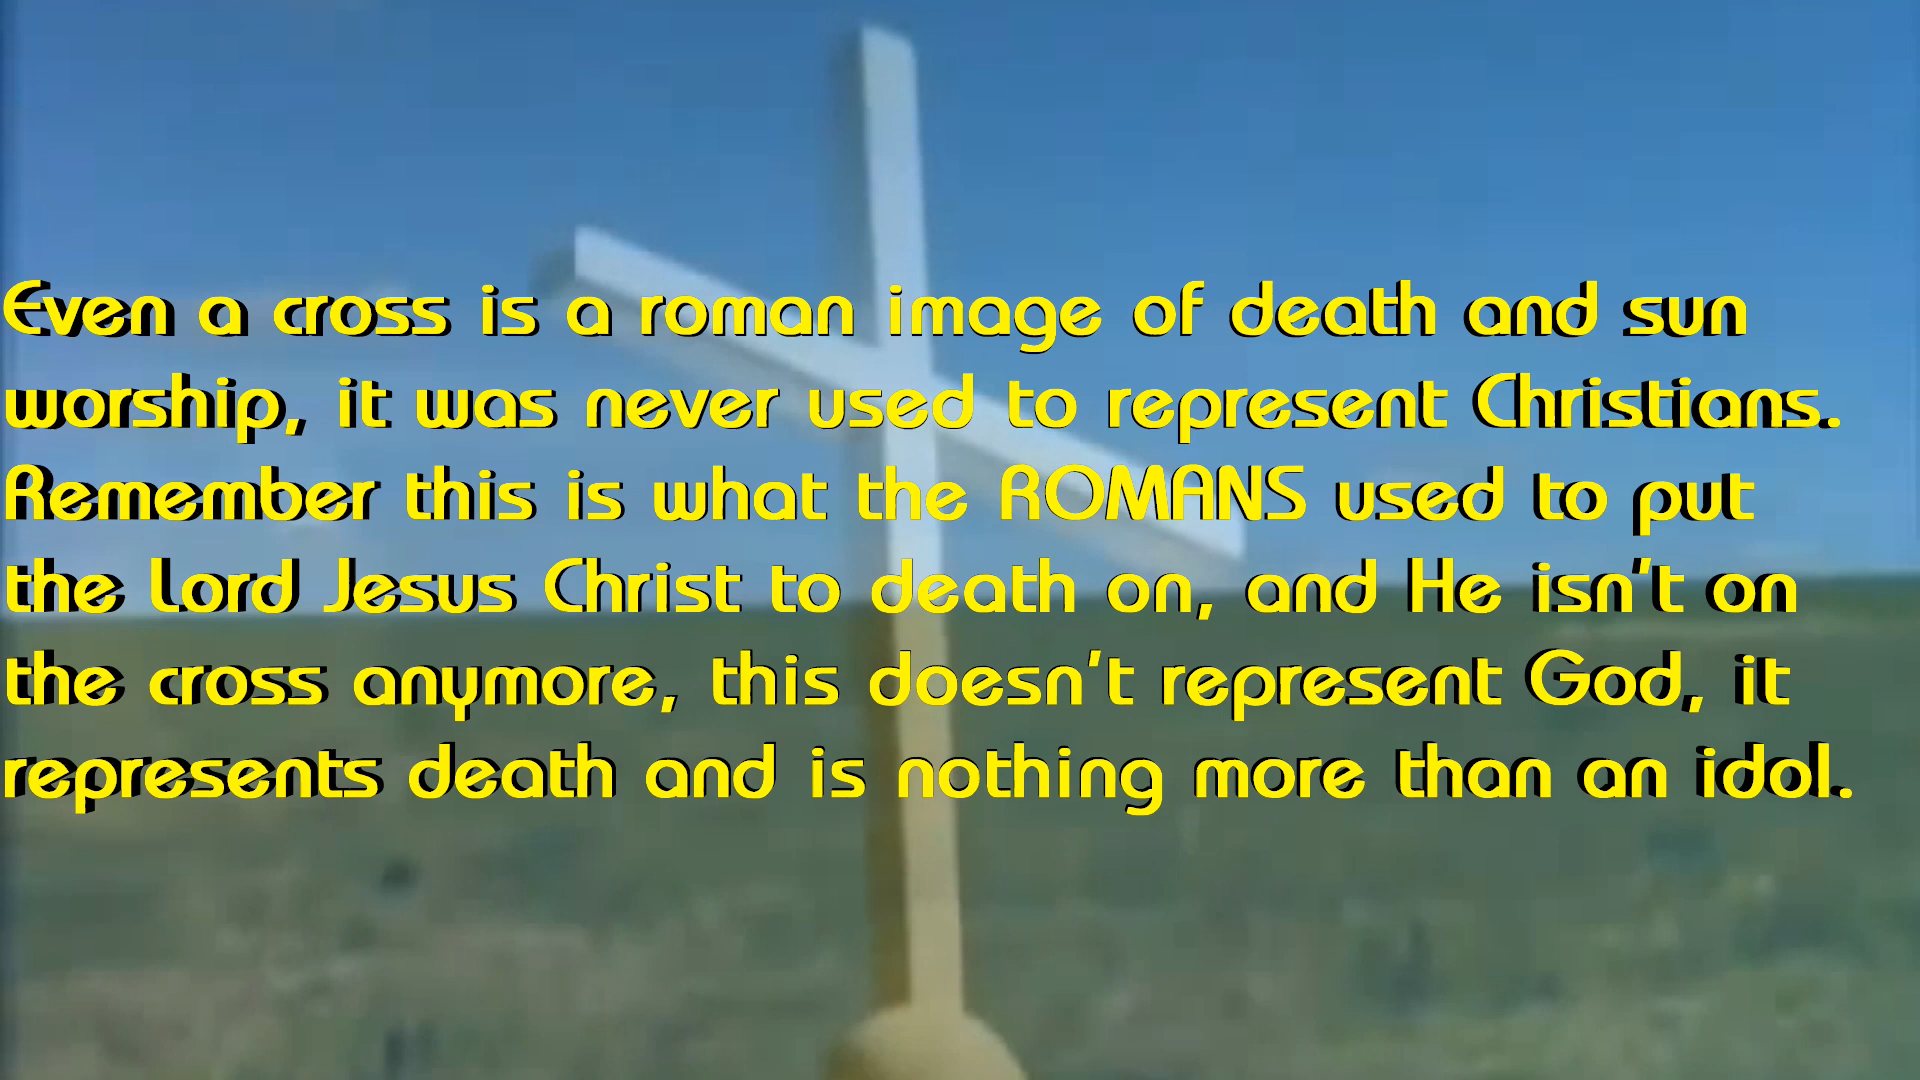 Even a cross is a roman image of death and sun
worship, it was never used to represent Christians.
Remember this is what the ROMANS used to put
the Lord Jesus Christ to death on, and He isn't on
the cross anymore, this doesn't represent God, it
represents death and is nothing more than an idol.